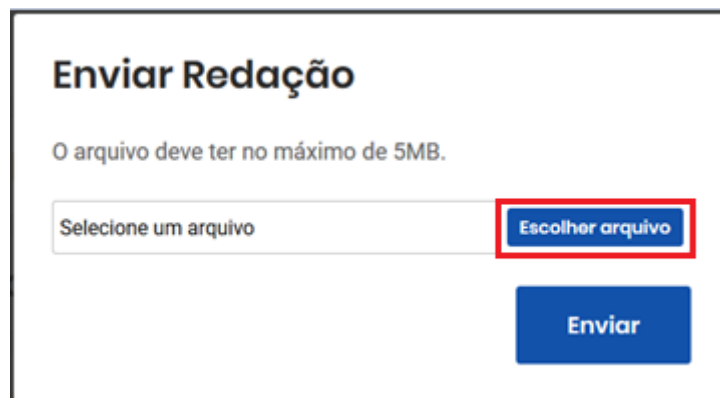 Enviar Redação
O arquivo deve ter no máximo de 5MB.
Selecione um arquivo Escolher arquivo
Enviar